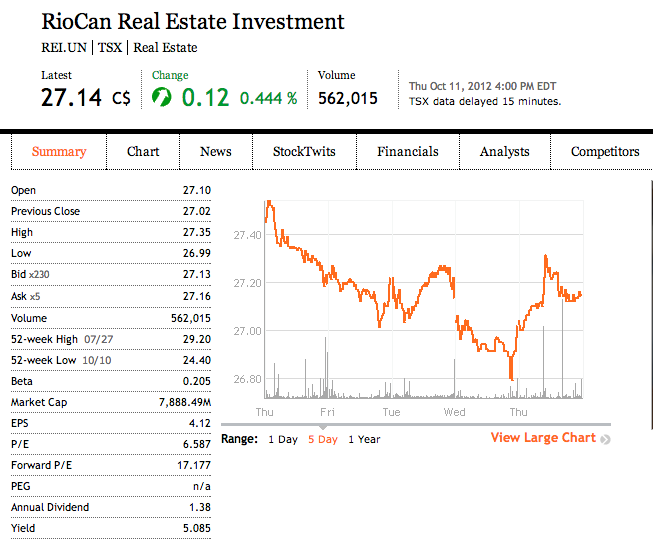 RioCan Real Estate Investment
REI.UN | TSX | Real Estate
Latest
27.14 C$
Change
0.12 0.444 %
Volume
562,015
Thu Oct 11, 2012 4:00 PM EDT
TSX data delayed 15 minutes.
Summary Chart News StockTwits Financials Analysts Competitors
Open 27.10
Previous Close 27.02
High 27.35
Low 26.99
Bid x230 27.13
Ask x5 27.16
Volume 562,015
52-week High 07/27 29.20
52-week Low 10/10 24.40
Beta 0.205
Market Cap 7,888.49M
EPS 4.12
P/E 6.587
Forward P/E 17.177
PEG n/a
Annual Dividend 1.38
Yield 5.085
27.40
27.20
27.00
26.80
Thu Fri Tue Wed Thu
Range: 1 Day 5 Day 1 Year
View Large Chart